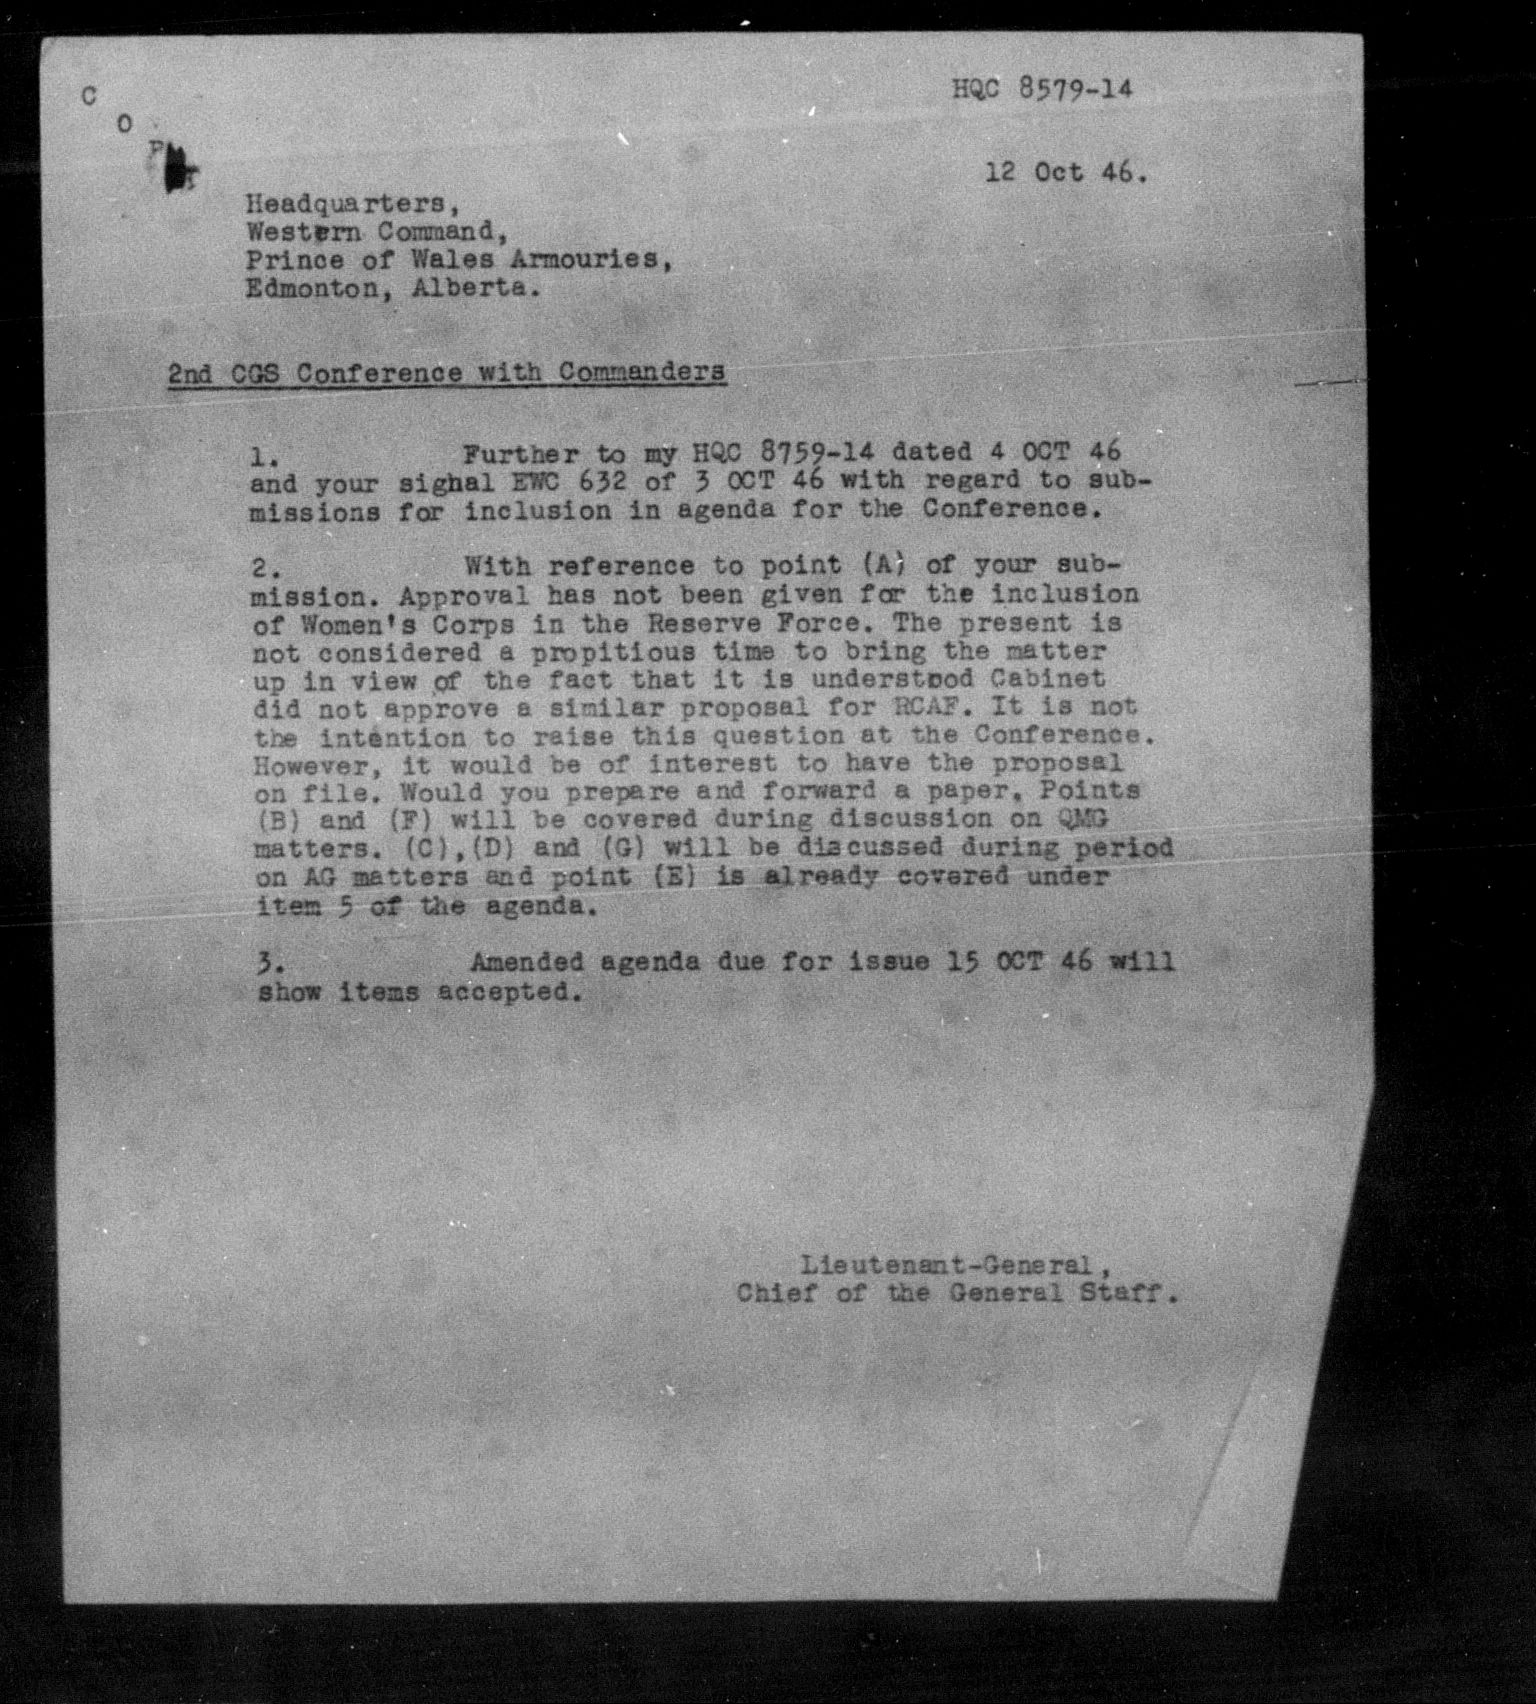 C
O
P
HQC 8579-14
12 Oct 46.
Headquarters,
Western Command,
Prince of Wales Armouries,
Edmonton, Alberta.
2nd CGS Conference with Commanders
1. Further to my HQC 8759-14 dated 4 OCT 46
and your sighal EWC 632 of 3 OCT 46 with regard to sub-
missions for inclusion in agenda for the Conference.
2. With reference to point (A) of your sub-
mission. Approval has not been given for the inclusion
of Women's Corps in the Reserve Force. The present is
not considered a propitious time to bring the matter
up in view of the fact that it is understood Cabinet
did not approve a similar proposal for RCAF. It is not
the intention to raise this question at the Conference.
However, it would be of interest to have the proposal
on file. Would you prepare and forward a paper. Points
(B) and (F) will be covered during discussion on QMG
matters. (C),(D) and (G) will be discussed during period
on AG matters and point (E) is already covered under
item 5 of the agenda.
3. Amended agenda due for issue 15 OCT 46 will
show items accepted.
Lieutenant-General,
Chief of the General Staff.